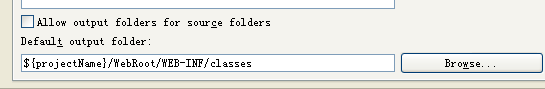 Allow output folders for source folders
Default output folder:
${projectName}/WebRoot/WEB-INF/classes
Browse...